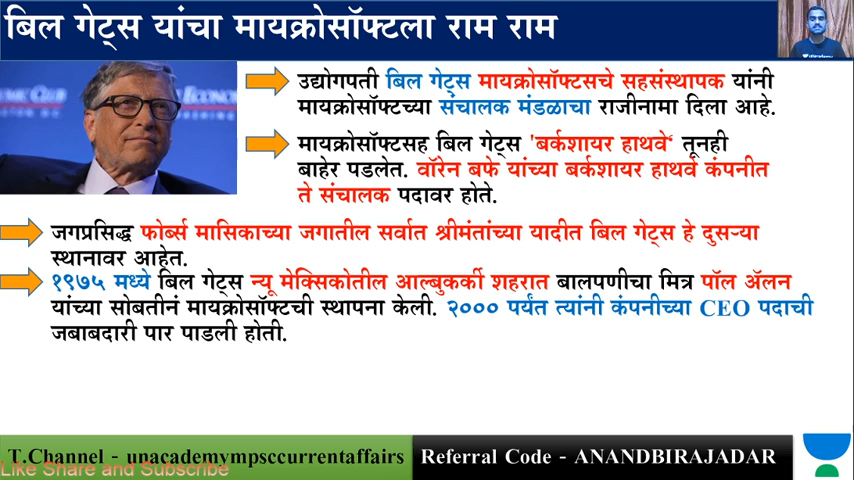 बिल गेट्स यांचा मायक्रोसॉफ्टला राम राम
उद्योगपती बिल गेट्स मायक्रोसॉफ्टसचे सहसंस्थापक यांनी
मायक्रोसॉफ्टच्या संचालक मंडळाचा राजीनामा दिला आहे.
मायक्रोसॉफ्टसह बिल गेट्स 'बर्कशायर हाथवे‘ तूनही
बाहेर पडलेत. वॉरेन बफे यांच्या बर्कशायर हाथवे कंपनीत
ते संचालक पदावर होते.
जगप्रसिद्ध फोर्ब्स मासिकाच्या जगातील सर्वात श्रीमंतांच्या यादीत बिल गेट्स हे दुसऱ्या
स्थानावर आहेत.
१९७५ मध्ये बिल गेट्स न्यू मेक्सिकोतील आल्बुकर्की शहरात बालपणीचा मित्र पॉल ॲलन
यांच्या सोबतीनं मायक्रोसॉफ्टची स्थापना केली. २००० पर्यंत त्यांनी कंपनीच्या CEO पदाची
जबाबदारी पार पाडली होती.
T.Channel - unacademympsccurrentaffairs
Referral Code - ANANDBIRAJADAR
Like Share and Subscribe